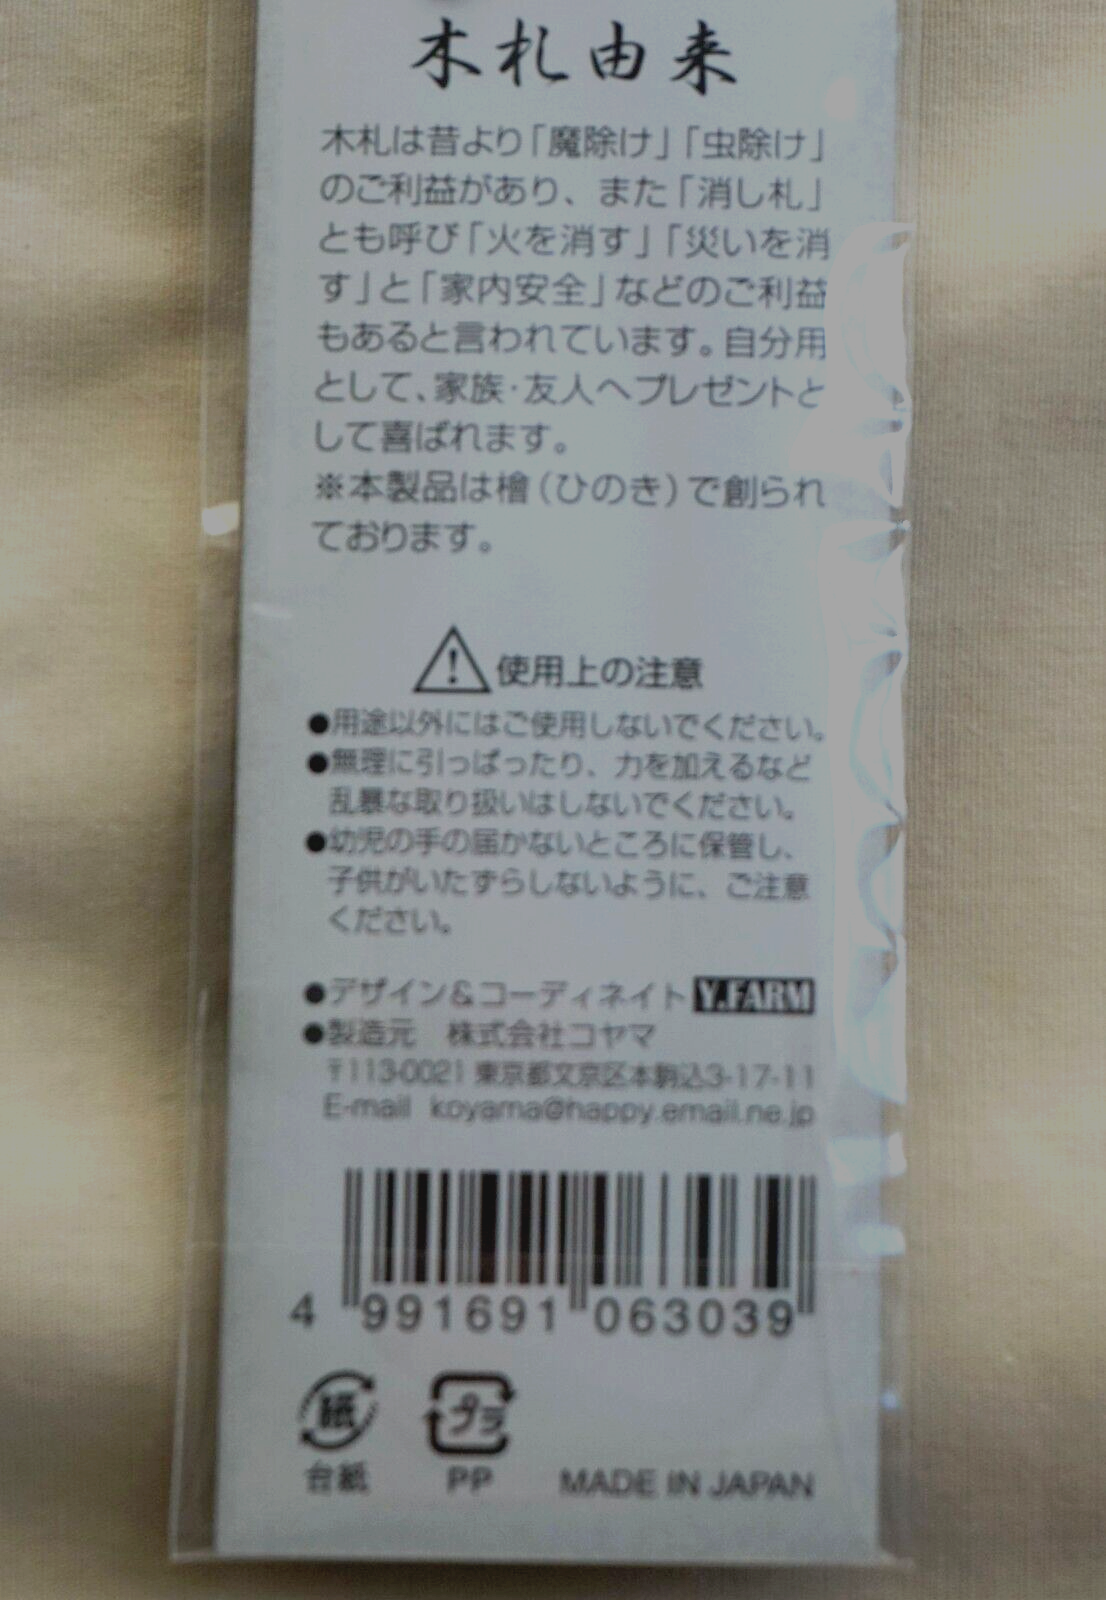 木札由来
木札は昔より「魔除け」「虫除け」
のご利益があり、また「消し札」
とも呼び「火を消す」「災いを消
す」と「家内安全」などのご利益
もあると言われています。自分用
として、家族・友人へプレゼントと
して喜ばれます。
※本製品は檜（ひのき）で創られ
ております。
使用上の注意
●用途以外にはご使用しないでください。
●無理に引っぱったり、力を加えるなど
乱暴な取り扱いはしないでください。
●幼児の手の届かないところに保管し、
子供がいたずらしないように、ご注意
ください。
●デザイン&コーディネイト Y.FARM
●製造元 株式会社コヤマ
〒113-0021 東京都文京区本駒込3-17-11
E-mail koyama@happy.email.ne.jp
4 991691 063039
紙 プラ
台紙 PP MADE IN JAPAN